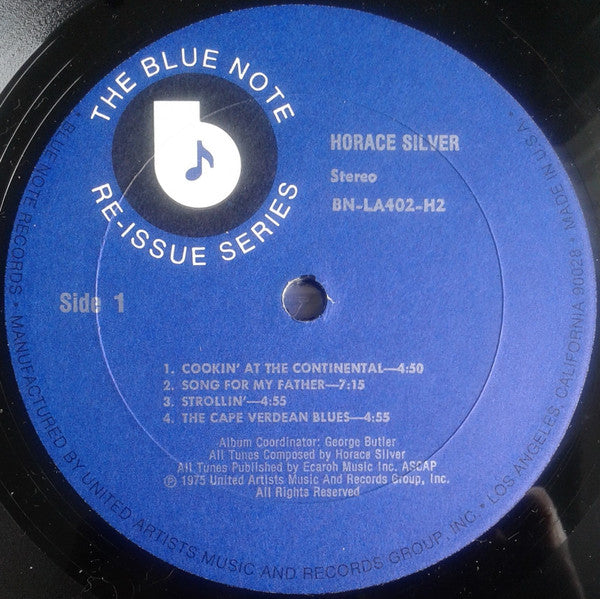 THE BLUE NOTE
b
RE-ISSUE SERIES
HORACE SILVER
Stereo
BN-LA402-H2
Side 1
1. COOKIN' AT THE CONTINENTAL—4:50
2. SONG FOR MY FATHER—7:15
3. STROLLIN'—4:55
4. THE CAPE VERDEAN BLUES—4:55
Album Coordinator: George Butler
All Tunes Composed by Horace Silver
All Tunes Published by Ecaroh Music Inc. ASCAP
℗ 1975 United Artists Music And Records Group, Inc.
All Rights Reserved
• BLUE NOTE RECORDS • MANUFACTURED BY UNITED ARTISTS MUSIC AND RECORDS GROUP, INC. • LOS ANGELES, CALIFORNIA 90028 • MADE IN U.S.A.